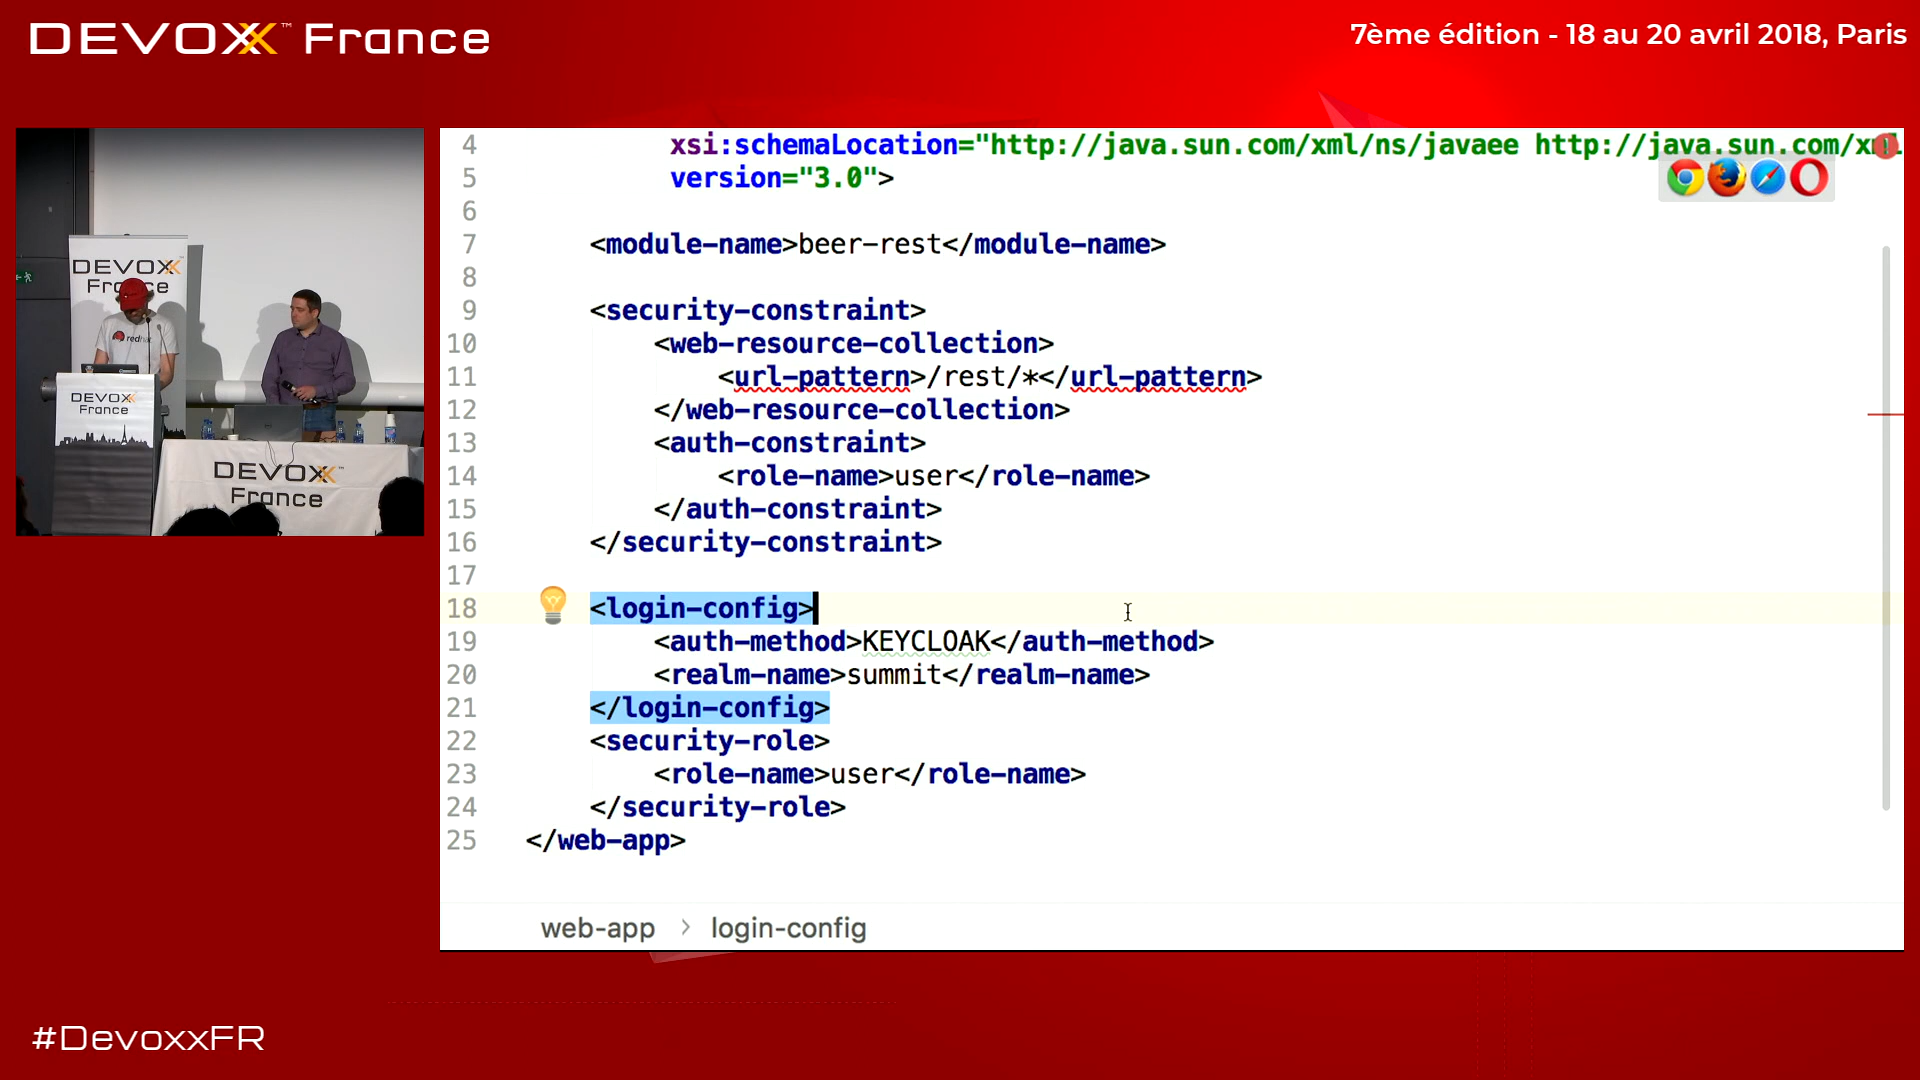 DEVOXX™ France
7ème édition - 18 au 20 avril 2018, Paris
DEVOXX
France
redhat
DEVOXX
France
DEVOXX™
France
4 xsi:schemaLocation="http://java.sun.com/xml/ns/javaee http://java.sun.com/xml
5 version="3.0">
6
7 <module-name>beer-rest</module-name>
8
9 <security-constraint>
10 <web-resource-collection>
11 <url-pattern>/rest/*</url-pattern>
12 </web-resource-collection>
13 <auth-constraint>
14 <role-name>user</role-name>
15 </auth-constraint>
16 </security-constraint>
17
18 <login-config>
19 <auth-method>KEYCLOAK</auth-method>
20 <realm-name>summit</realm-name>
21 </login-config>
22 <security-role>
23 <role-name>user</role-name>
24 </security-role>
25 </web-app>
web-app > login-config
#DevoxxFR